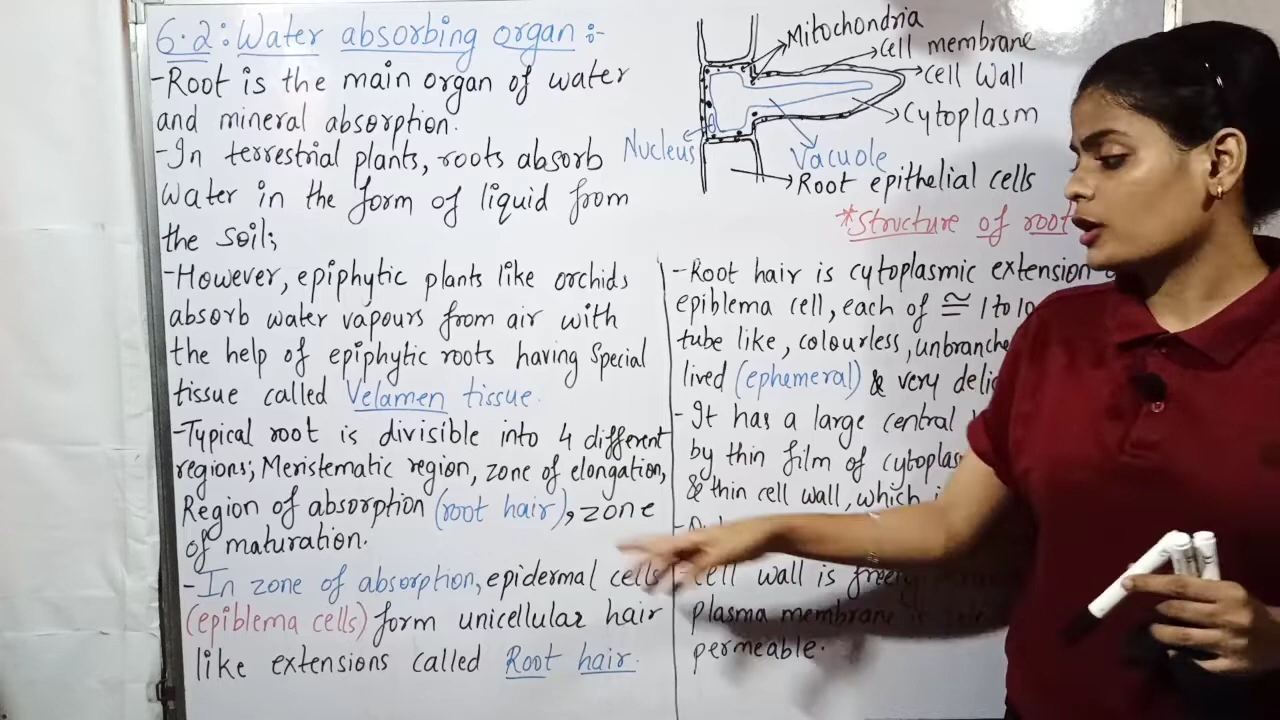 6.2: Water absorbing organ:-
-Root is the main organ of water
and mineral absorption.
-In terrestrial plants, roots absorb
water in the form of liquid from
the soil;
-However, epiphytic plants like orchids
absorb water vapours from air with
the help of epiphytic roots having Special
tissue called Velamen tissue.
-Typical root is divisible into 4 different
regions; Meristematic region, zone of elongation,
Region of absorption (root hair), zone
of maturation.
-In zone of absorption, epidermal cells
(epiblema cells) form unicellular hair
like extensions called Root hair.
Mitochondria
Cell membrane
Cell Wall
Cytoplasm
Nucleus
Vacuole
Root epithelial cells
*Structure of root
-Root hair is cytoplasmic extension
epiblema cell, each of ≅ 1 to 10
tube like, colourless,
lived (ephemeral) & very
-It has a large central
by thin film of
& thin cell wall, which
-Cell wall is freely
plasma membrane is
permeable.